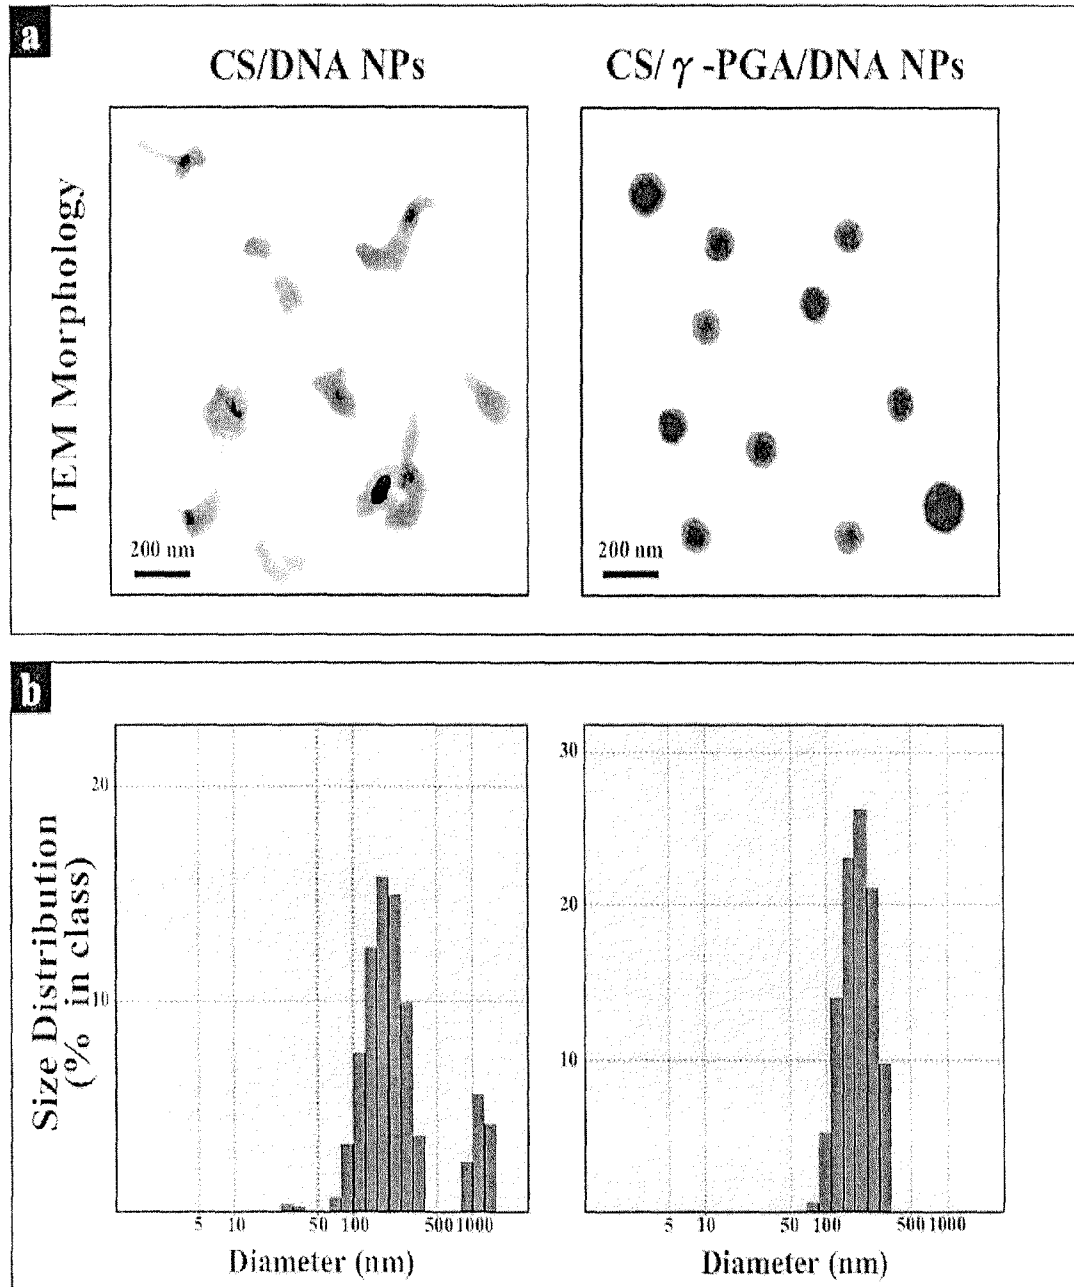 a
CS/DNA NPs
CS/ γ -PGA/DNA NPs
TEM Morphology
200 nm
200 nm
b
Size Distribution
(% in class)
20
10
5 10 50 100 500 1000
Diameter (nm)
30
20
10
5 10 50 100 500 1000
Diameter (nm)